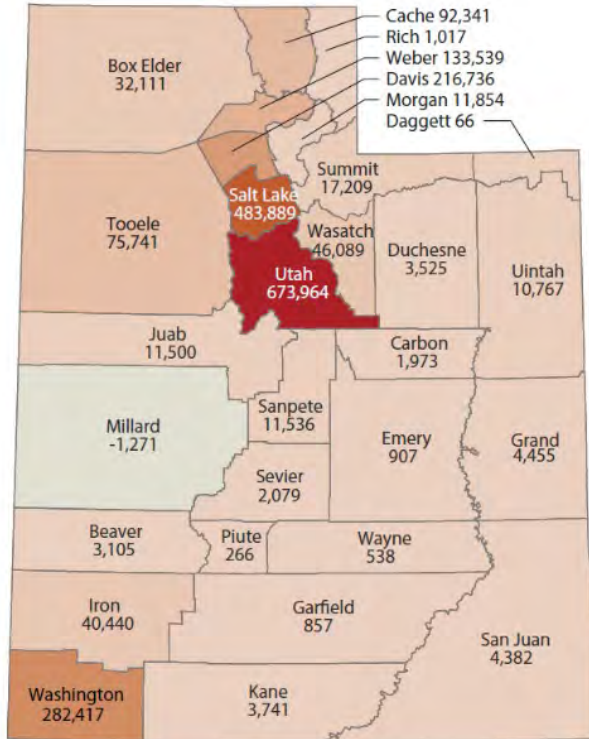 Cache 92,341
Rich 1,017
Weber 133,539
Davis 216,736
Morgan 11,854
Daggett 66
Box Elder
32,111
Summit
17,209
Salt Lake
483,889
Tooele
75,741
Wasatch
46,089
Duchesne
3,525
Uintah
10,767
Utah
673,964
Juab
11,500
Carbon
1,973
Sanpete
11,536
Millard
-1,271
Emery
907
Grand
4,455
Sevier
2,079
Beaver
3,105
Piute
266
Wayne
538
Iron
40,440
Garfield
857
San Juan
4,382
Washington
282,417
Kane
3,741